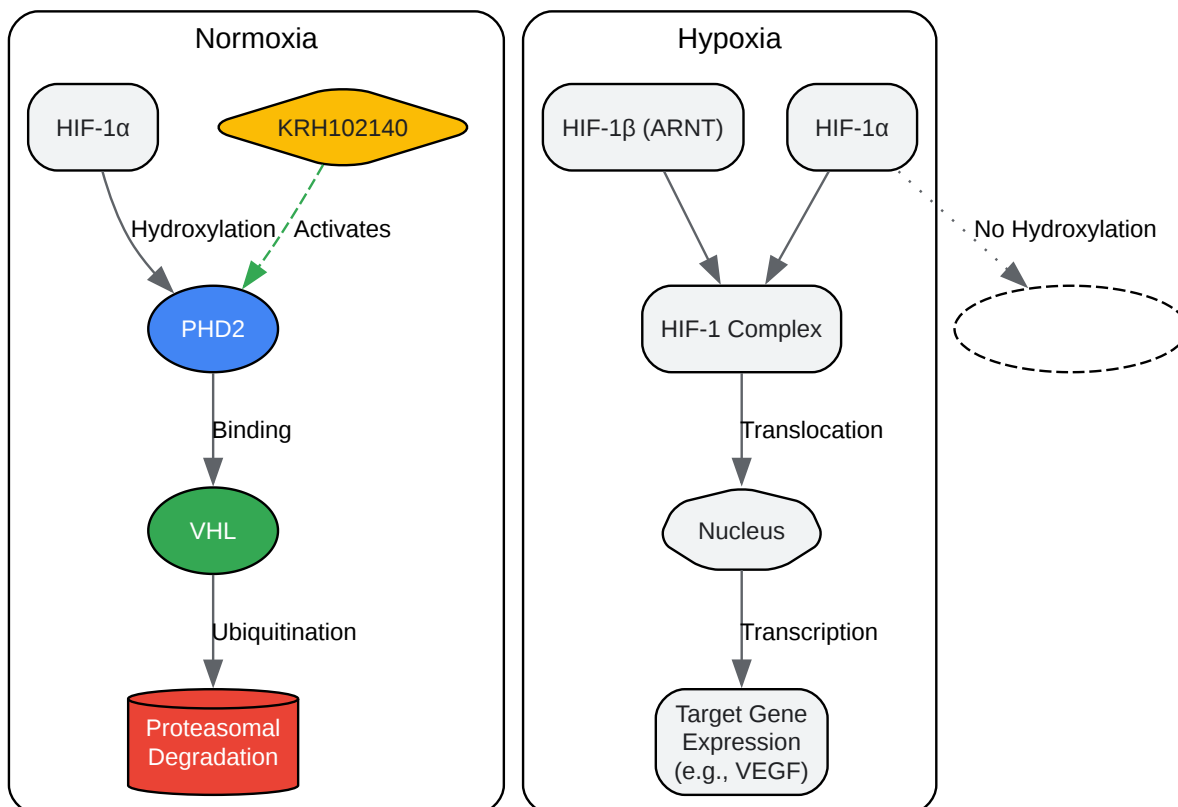 Normoxia
HIF-1α
KRH102140
Hydroxylation
Activates
PHD2
Binding
VHL
Ubiquitination
Proteasomal
Degradation
Hypoxia
HIF-1β (ARNT)
HIF-1α
No Hydroxylation
HIF-1 Complex
Translocation
Nucleus
Transcription
Target Gene
Expression
(e.g., VEGF)